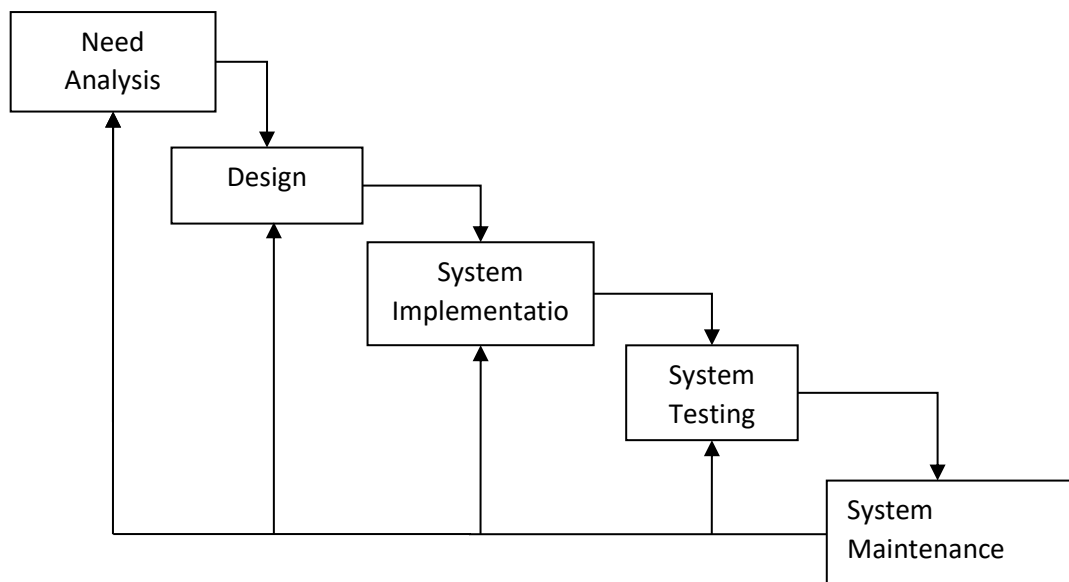 Need
Analysis
Design
System
Implementatio
System
Testing
System
Maintenance